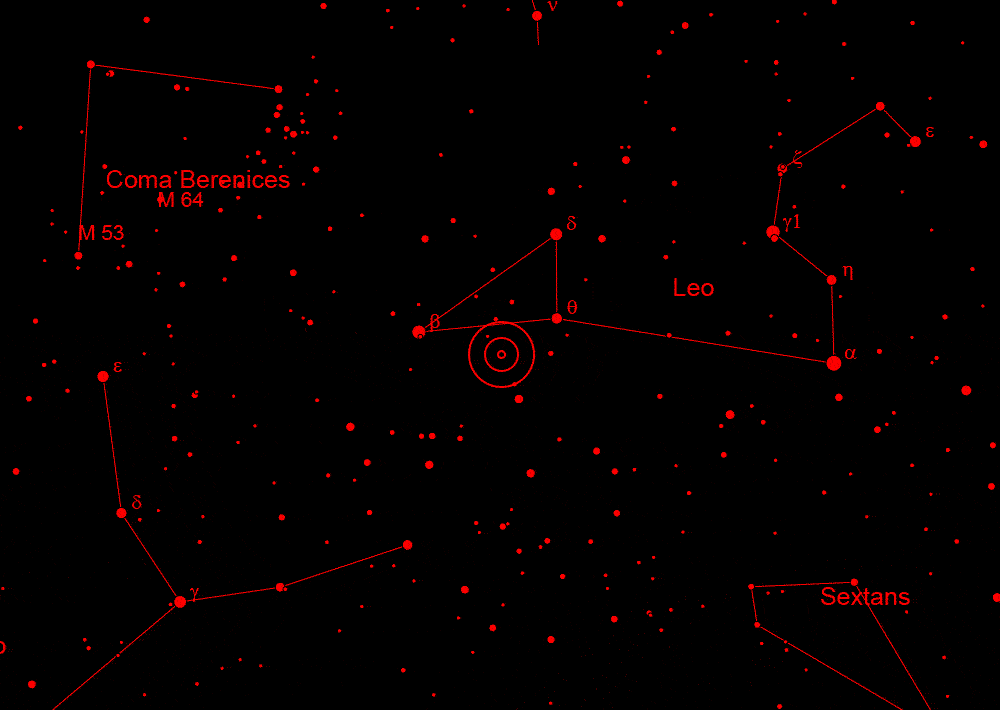 ν
ε
ζ
Coma Berenices
M 64
γ1
δ
M 53
η
Leo
θ
β
α
ε
δ
γ
Sextans
o